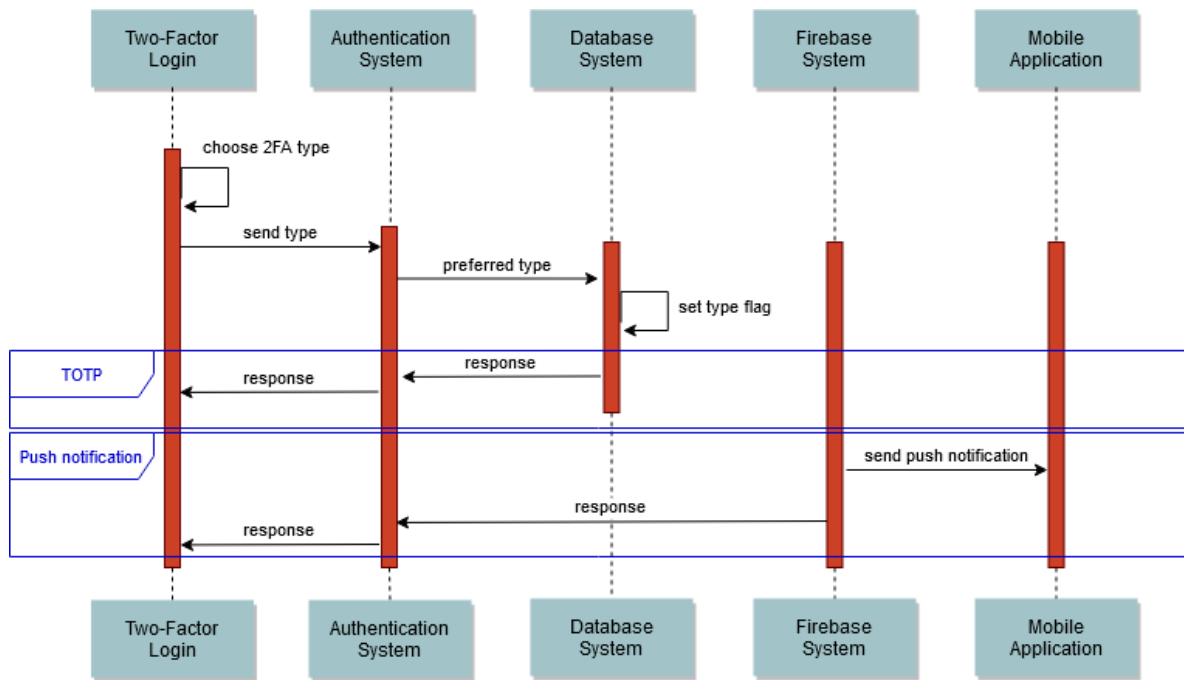 Two-Factor
Login
Authentication
System
Database
System
Firebase
System
Mobile
Application
choose 2FA type
send type
preferred type
set type flag
TOTP
response
response
Push notification
send push notification
response
response
Two-Factor
Login
Authentication
System
Database
System
Firebase
System
Mobile
Application